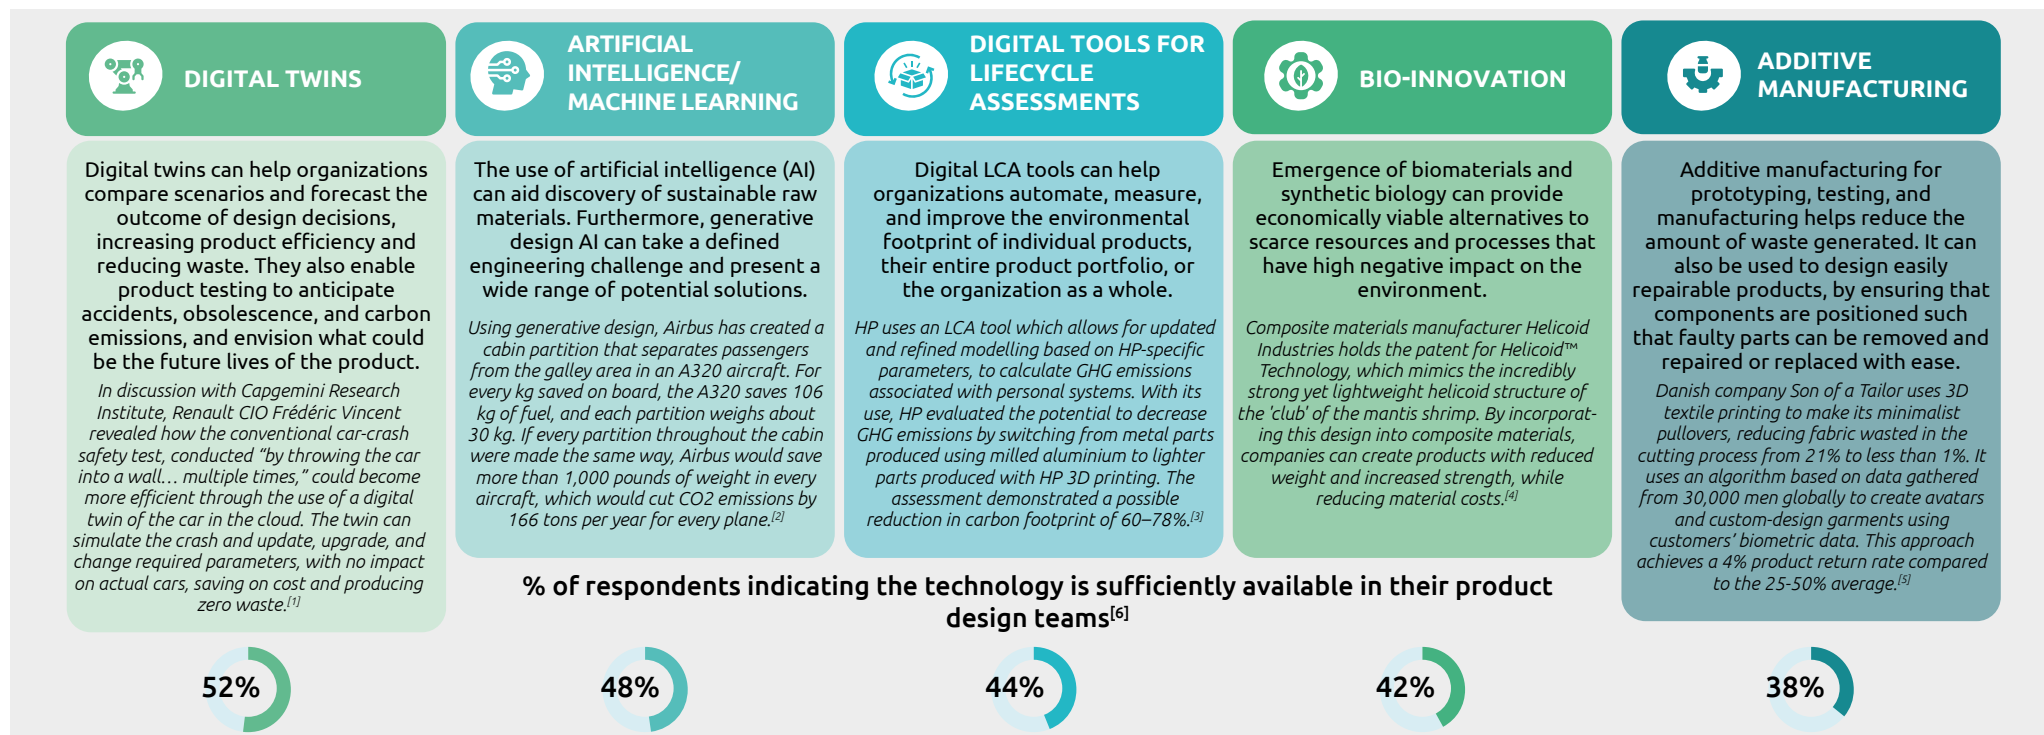 DIGITAL TWINS
Digital twins can help organizations
compare scenarios and forecast the
outcome of design decisions,
increasing product efficiency and
reducing waste. They also enable
product testing to anticipate
accidents, obsolescence, and carbon
emissions, and envision what could
be the future lives of the product.
In discussion with Capgemini Research
Institute, Renault CIO Frédéric Vincent
revealed how the conventional car-crash
safety test, conducted “by throwing the car
into a wall… multiple times,” could become
more efficient through the use of a digital
twin of the car in the cloud. The twin can
simulate the crash and update, upgrade, and
change required parameters, with no impact
on actual cars, saving on cost and producing
zero waste.[1]
ARTIFICIAL
INTELLIGENCE/
MACHINE LEARNING
The use of artificial intelligence (AI)
can aid discovery of sustainable raw
materials. Furthermore, generative
design AI can take a defined
engineering challenge and present a
wide range of potential solutions.
Using generative design, Airbus has created a
cabin partition that separates passengers
from the galley area in an A320 aircraft. For
every kg saved on board, the A320 saves 106
kg of fuel, and each partition weighs about
30 kg. If every partition throughout the cabin
were made the same way, Airbus would save
more than 1,000 pounds of weight in every
aircraft, which would cut CO2 emissions by
166 tons per year for every plane.[2]
DIGITAL TOOLS FOR
LIFECYCLE
ASSESSMENTS
Digital LCA tools can help
organizations automate, measure,
and improve the environmental
footprint of individual products,
their entire product portfolio, or
the organization as a whole.
HP uses an LCA tool which allows for updated
and refined modelling based on HP-specific
parameters, to calculate GHG emissions
associated with personal systems. With its
use, HP evaluated the potential to decrease
GHG emissions by switching from metal parts
produced using milled aluminium to lighter
parts produced with HP 3D printing. The
assessment demonstrated a possible
reduction in carbon footprint of 60–78%.[3]
BIO-INNOVATION
Emergence of biomaterials and
synthetic biology can provide
economically viable alternatives to
scarce resources and processes that
have high negative impact on the
environment.
Composite materials manufacturer Helicoid
Industries holds the patent for Helicoid™
Technology, which mimics the incredibly
strong yet lightweight helicoid structure of
the 'club' of the mantis shrimp. By incorporat-
ing this design into composite materials,
companies can create products with reduced
weight and increased strength, while
reducing material costs.[4]
ADDITIVE
MANUFACTURING
Additive manufacturing for
prototyping, testing, and
manufacturing helps reduce the
amount of waste generated. It can
also be used to design easily
repairable products, by ensuring that
components are positioned such
that faulty parts can be removed and
repaired or replaced with ease.
Danish company Son of a Tailor uses 3D
textile printing to make its minimalist
pullovers, reducing fabric wasted in the
cutting process from 21% to less than 1%. It
uses an algorithm based on data gathered
from 30,000 men globally to create avatars
and custom-design garments using
customers’ biometric data. This approach
achieves a 4% product return rate compared
to the 25-50% average.[5]
% of respondents indicating the technology is sufficiently available in their product
design teams[6]
52%
48%
44%
42%
38%